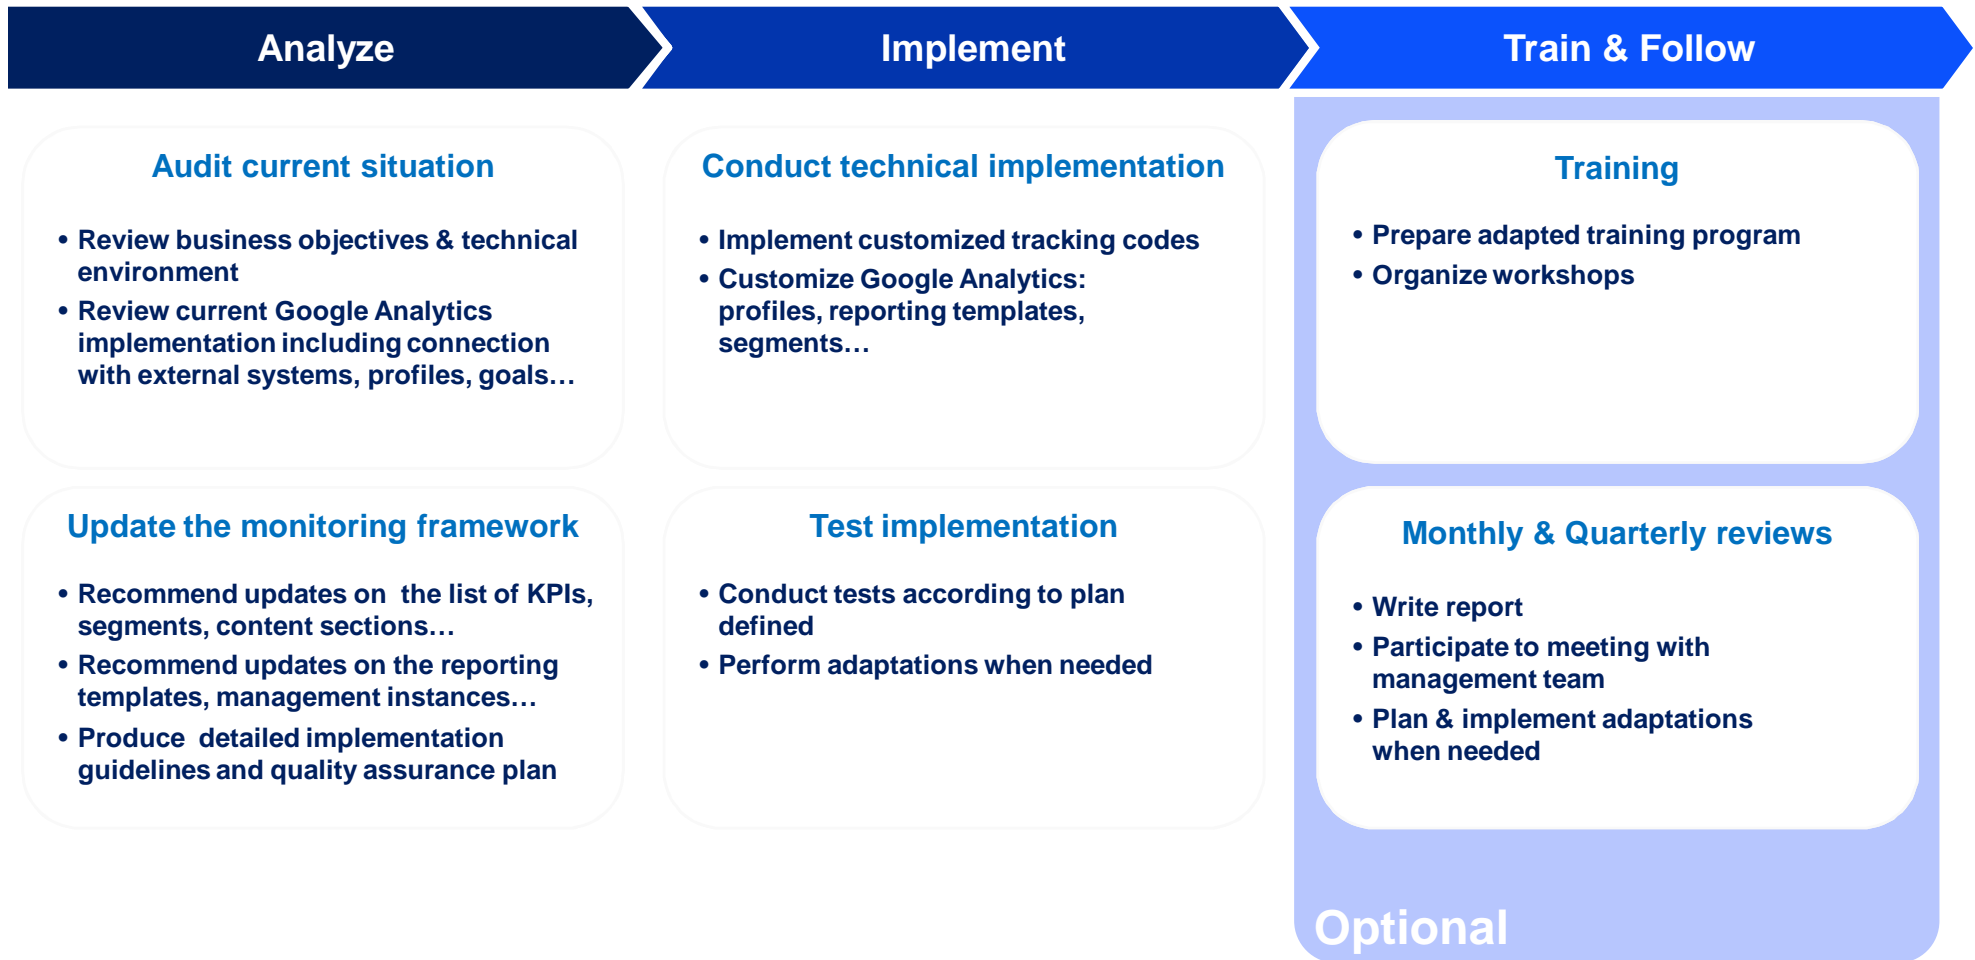 Analyze
Implement
Train & Follow
Audit current situation
• Review business objectives & technical
environment
• Review current Google Analytics
implementation including connection
with external systems, profiles, goals…
Update the monitoring framework
• Recommend updates on the list of KPIs,
segments, content sections…
• Recommend updates on the reporting
templates, management instances…
• Produce detailed implementation
guidelines and quality assurance plan
Conduct technical implementation
• Implement customized tracking codes
• Customize Google Analytics:
profiles, reporting templates,
segments…
Test implementation
• Conduct tests according to plan
defined
• Perform adaptations when needed
Training
• Prepare adapted training program
• Organize workshops
Monthly & Quarterly reviews
• Write report
• Participate to meeting with
management team
• Plan & implement adaptations
when needed
Optional